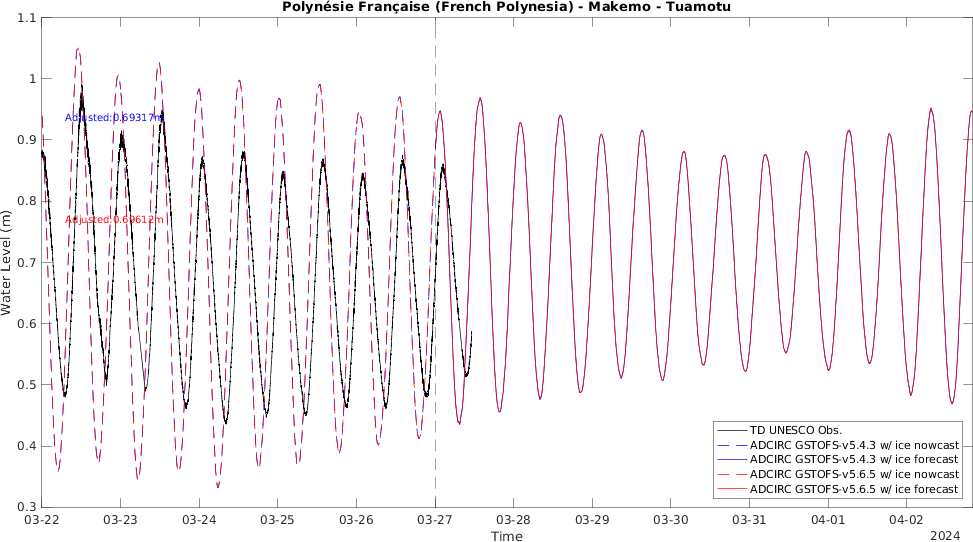 Polynésie Française (French Polynesia) - Makemo - Tuamotu
1.1
1
0.9
0.8
0.7
0.6
0.5
0.4
0.3
Water Level (m)
Adjusted:0.69317m
Adjusted:0.69612m
TD UNESCO Obs.
ADCIRC GSTOFS-v5.4.3 w/ ice nowcast
ADCIRC GSTOFS-v5.4.3 w/ ice forecast
ADCIRC GSTOFS-v5.6.5 w/ ice nowcast
ADCIRC GSTOFS-v5.6.5 w/ ice forecast
03-22 03-23 03-24 03-25 03-26 03-27 03-28 03-29 03-30 03-31 04-01 04-02
Time
2024